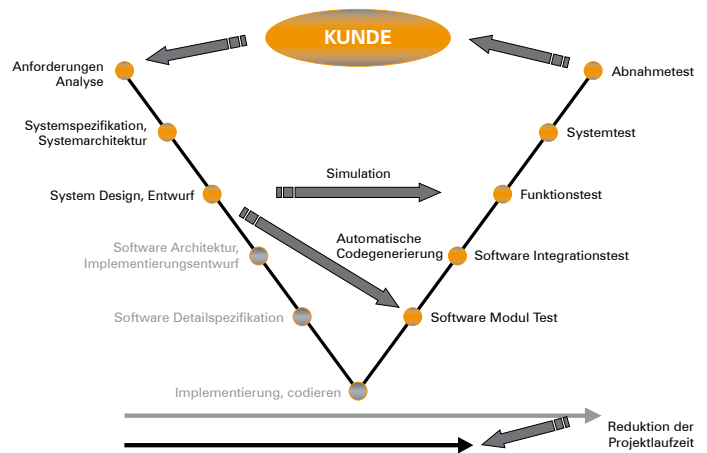 KUNDE
Anforderungen
Analyse
Abnahmetest
Systemspezifikation,
Systemarchitektur
Systemtest
Simulation
System Design, Entwurf
Funktionstest
Software Architektur,
Implementierungsentwurf
Automatische
Codegenerierung
Software Integrationstest
Software Detailspezifikation
Software Modul Test
Implementierung, codieren
Reduktion der
Projektlaufzeit